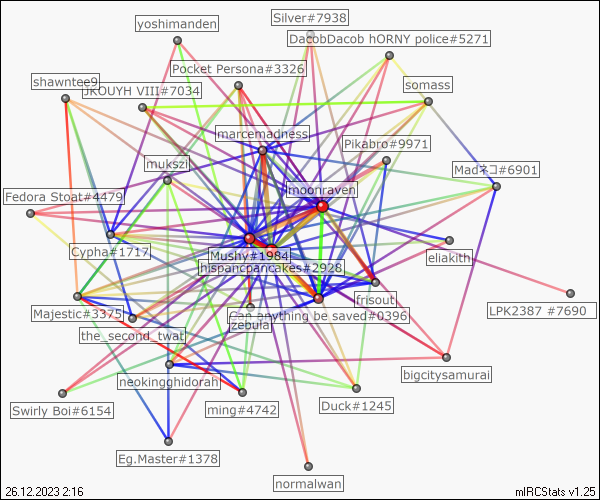 Silver#7938
yoshimanden
DacobDacob hORNY police#5271
Pocket Persona#3326
shawntee9
JKOUYH VIII#7034
somass
marcemadness
Pikabro#9971
mukszi
Madネコ#6901
moonraven
Fedora Stoat#4479
Cypha#1717
Mushy#1984
eliakith
hispancpancakes#2928
frisout
LPK2387 #7690
Majestic#3375
Can anything be saved#0396
zebula
the_second_twat
bigcitysamurai
neokingghidorah
Swirly Boi#6154
ming#4742
Duck#1245
Eg.Master#1378
normalwan
26.12.2023 2:16
mIRCStats v1.25